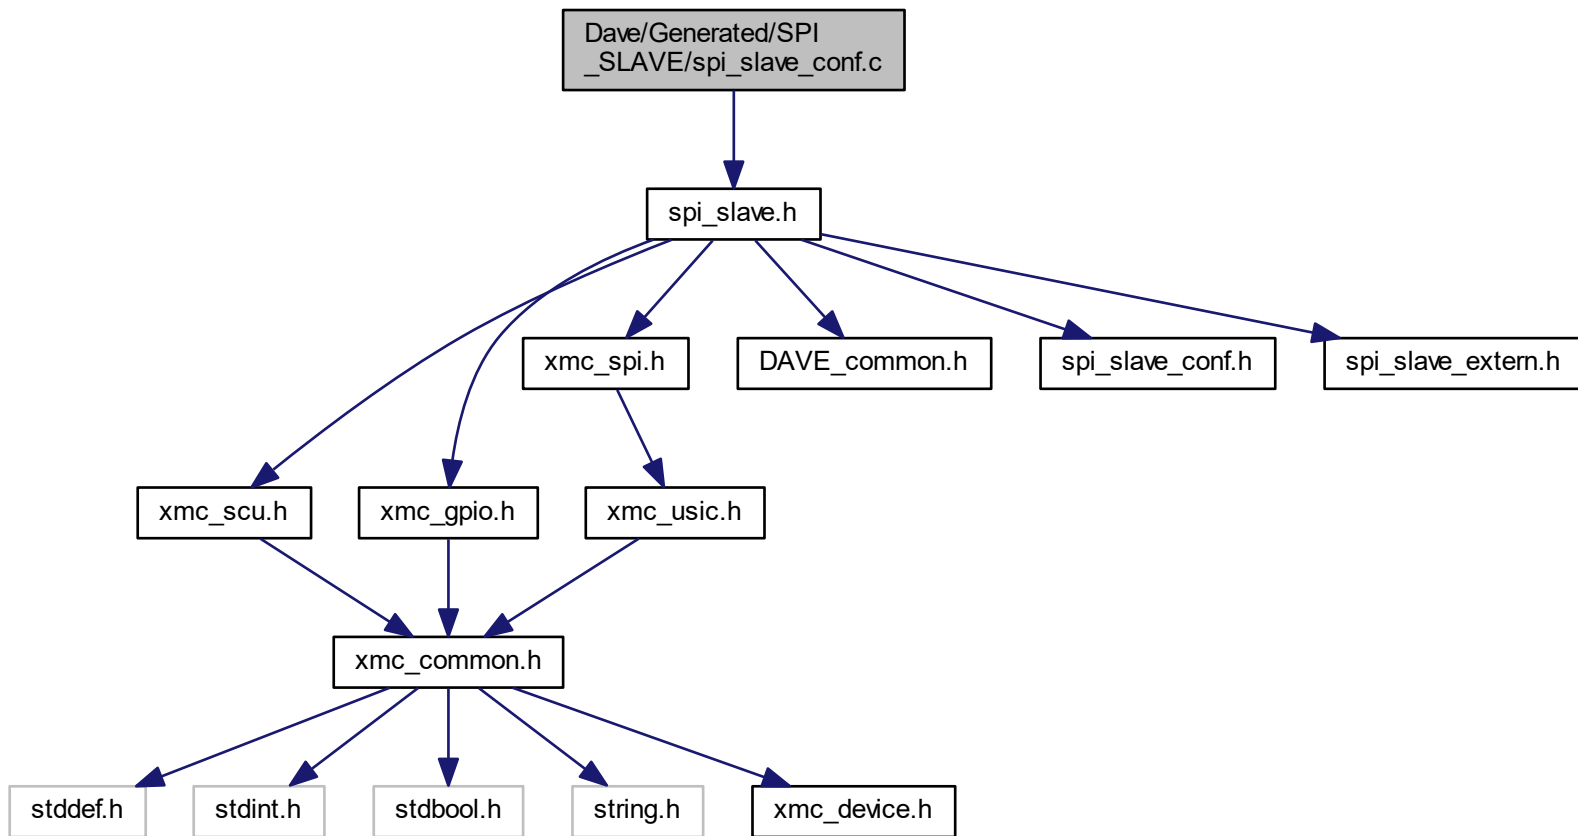 Dave/Generated/SPI
_SLAVE/spi_slave_conf.c
spi_slave.h
xmc_spi.h
DAVE_common.h
spi_slave_conf.h
spi_slave_extern.h
xmc_scu.h
xmc_gpio.h
xmc_usic.h
xmc_common.h
stddef.h
stdint.h
stdbool.h
string.h
xmc_device.h